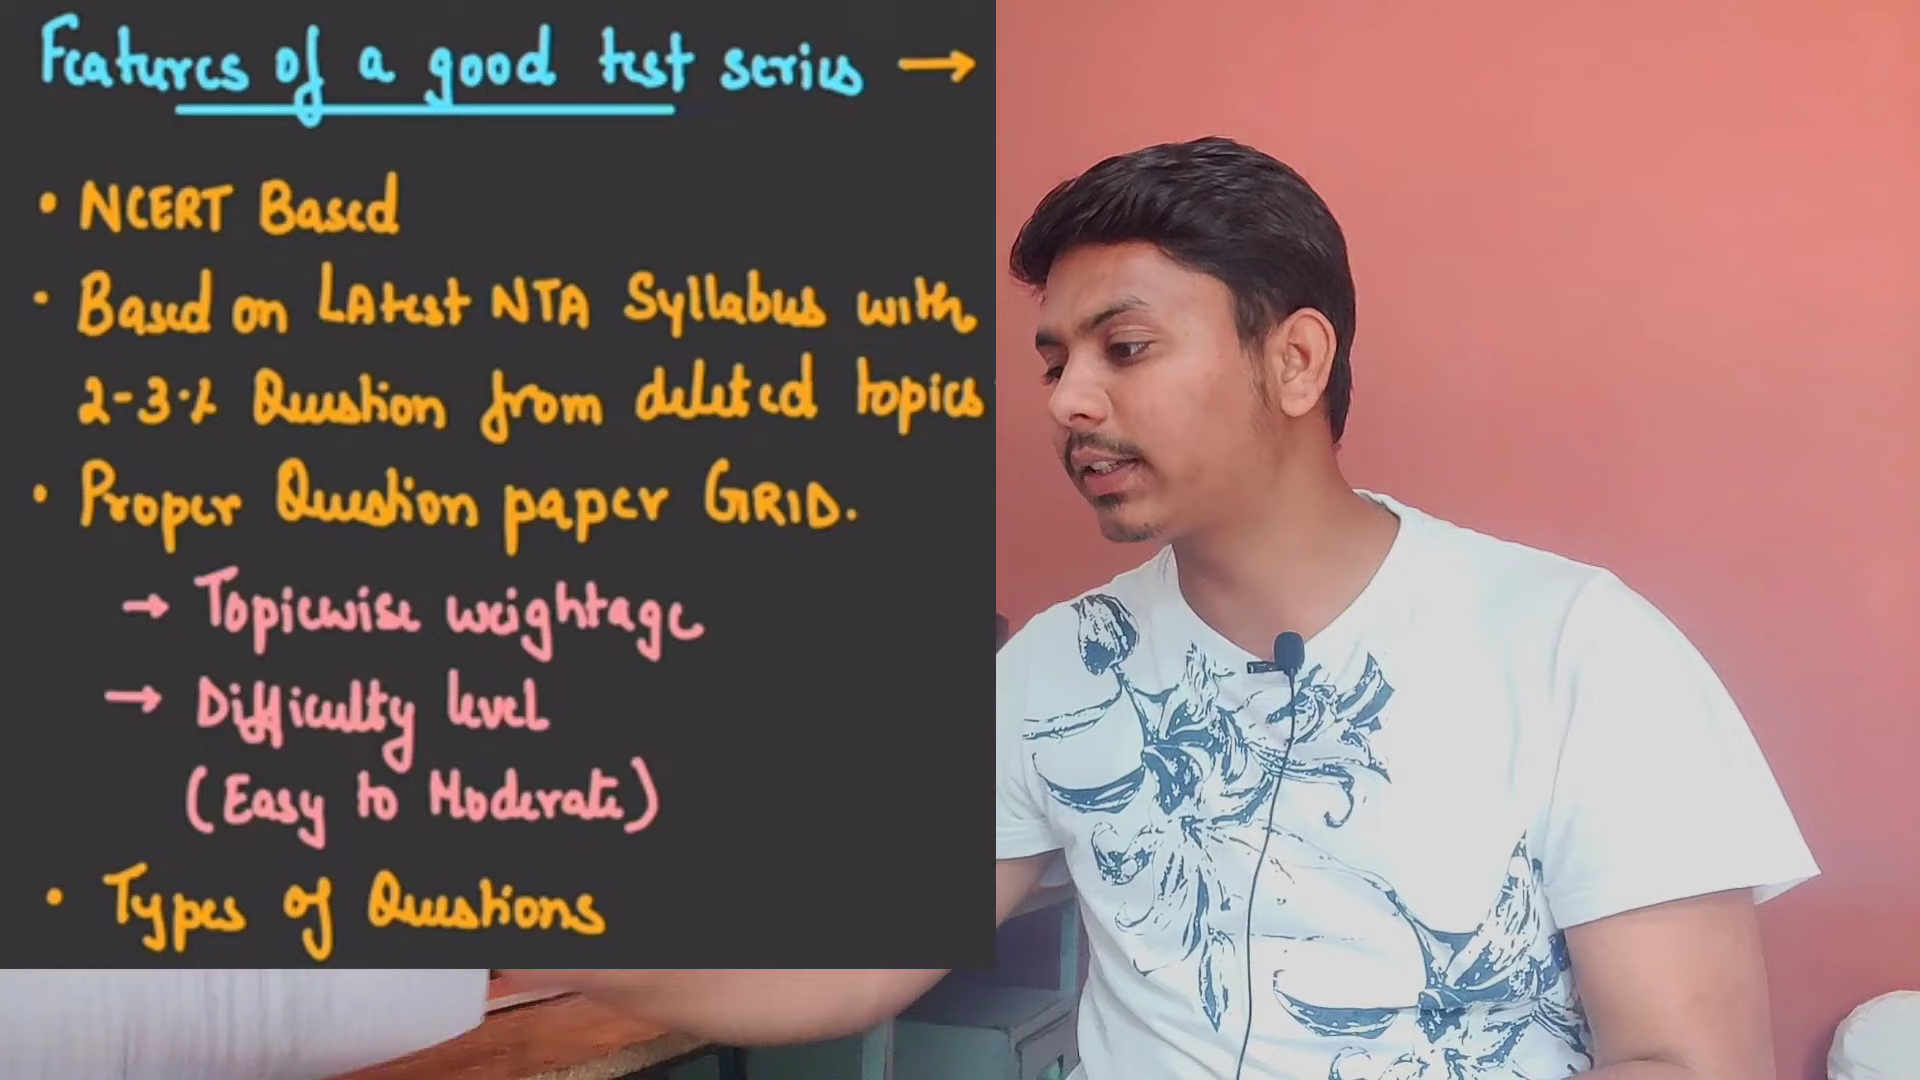 Features of a good test series →
• NCERT Based
• Based on LAtest NTA Syllabus with
2-3% Question from deleted topics
• Proper Question paper GRID.
→ Topicwise weightage
→ Difficulty level
(Easy to Moderate)
• Types of Questions